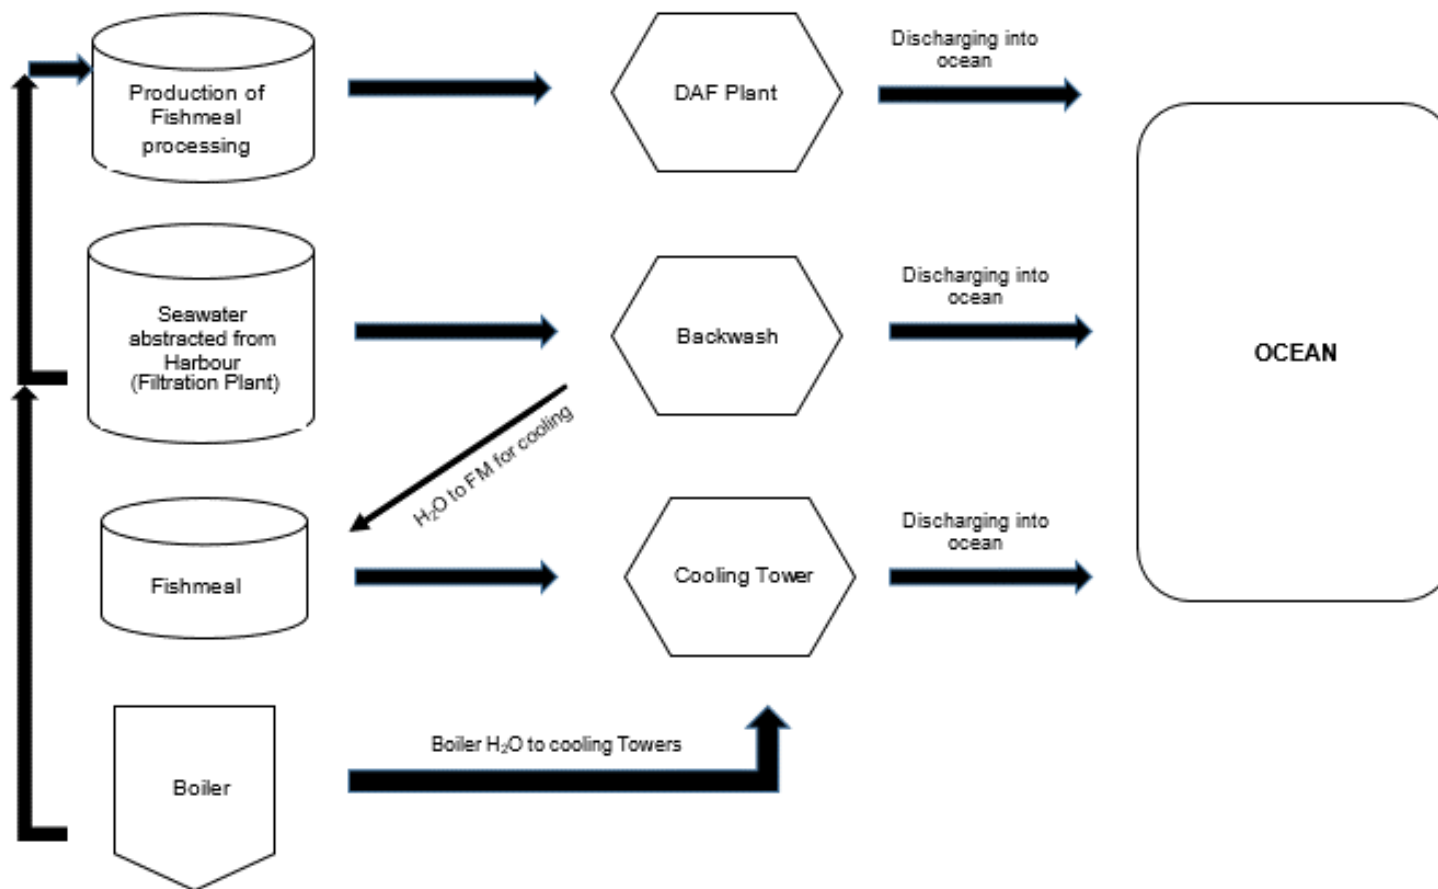 Production of
Fishmeal
processing
DAF Plant
Discharging into
ocean
Seawater
abstracted from
Harbour
(Filtration Plant)
Backwash
Discharging into
ocean
OCEAN
H₂O to FM for cooling
Fishmeal
Cooling Tower
Discharging into
ocean
Boiler
Boiler H₂O to cooling Towers